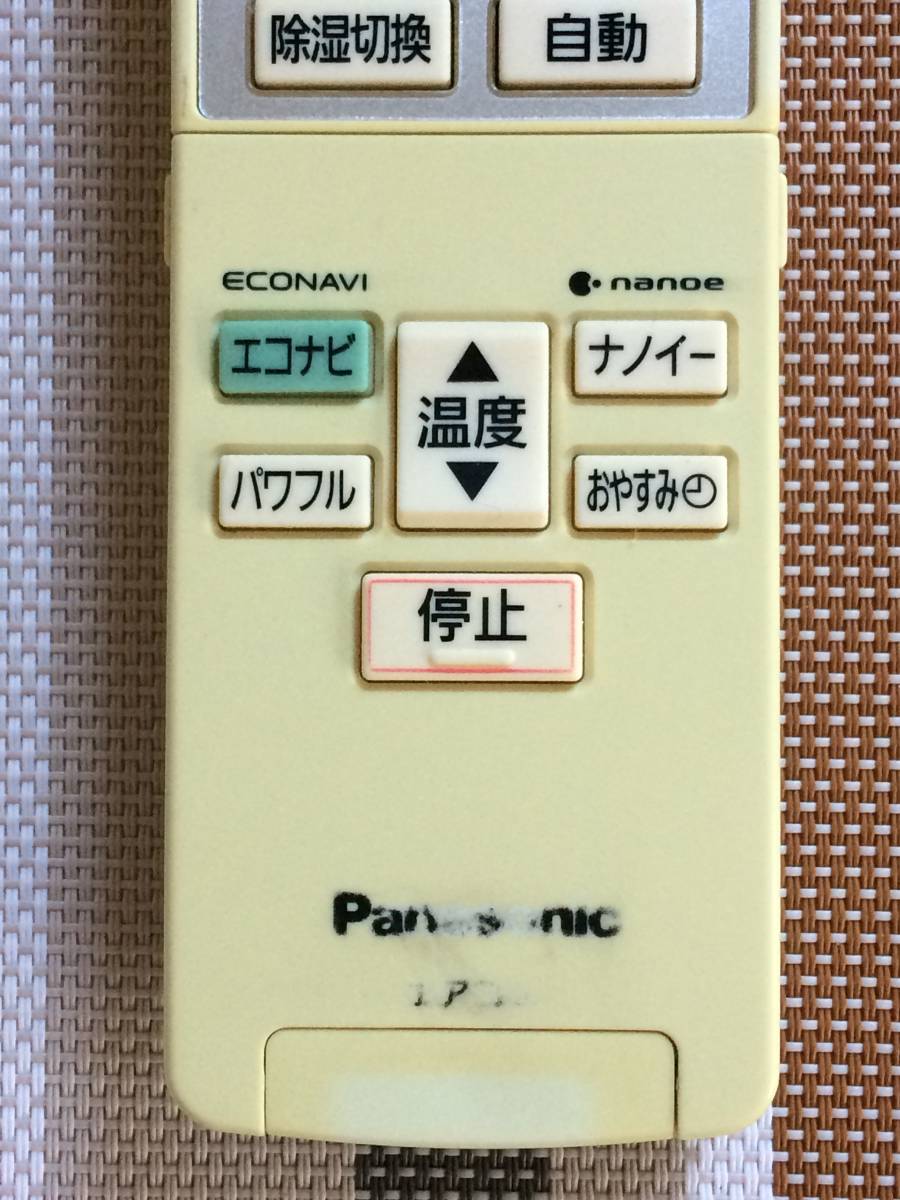 除湿切換
自動
ECONAVI
nanoe
エコナビ
▲
温度
▼
ナノイー
パワフル
おやすみ
停止
Panasonic